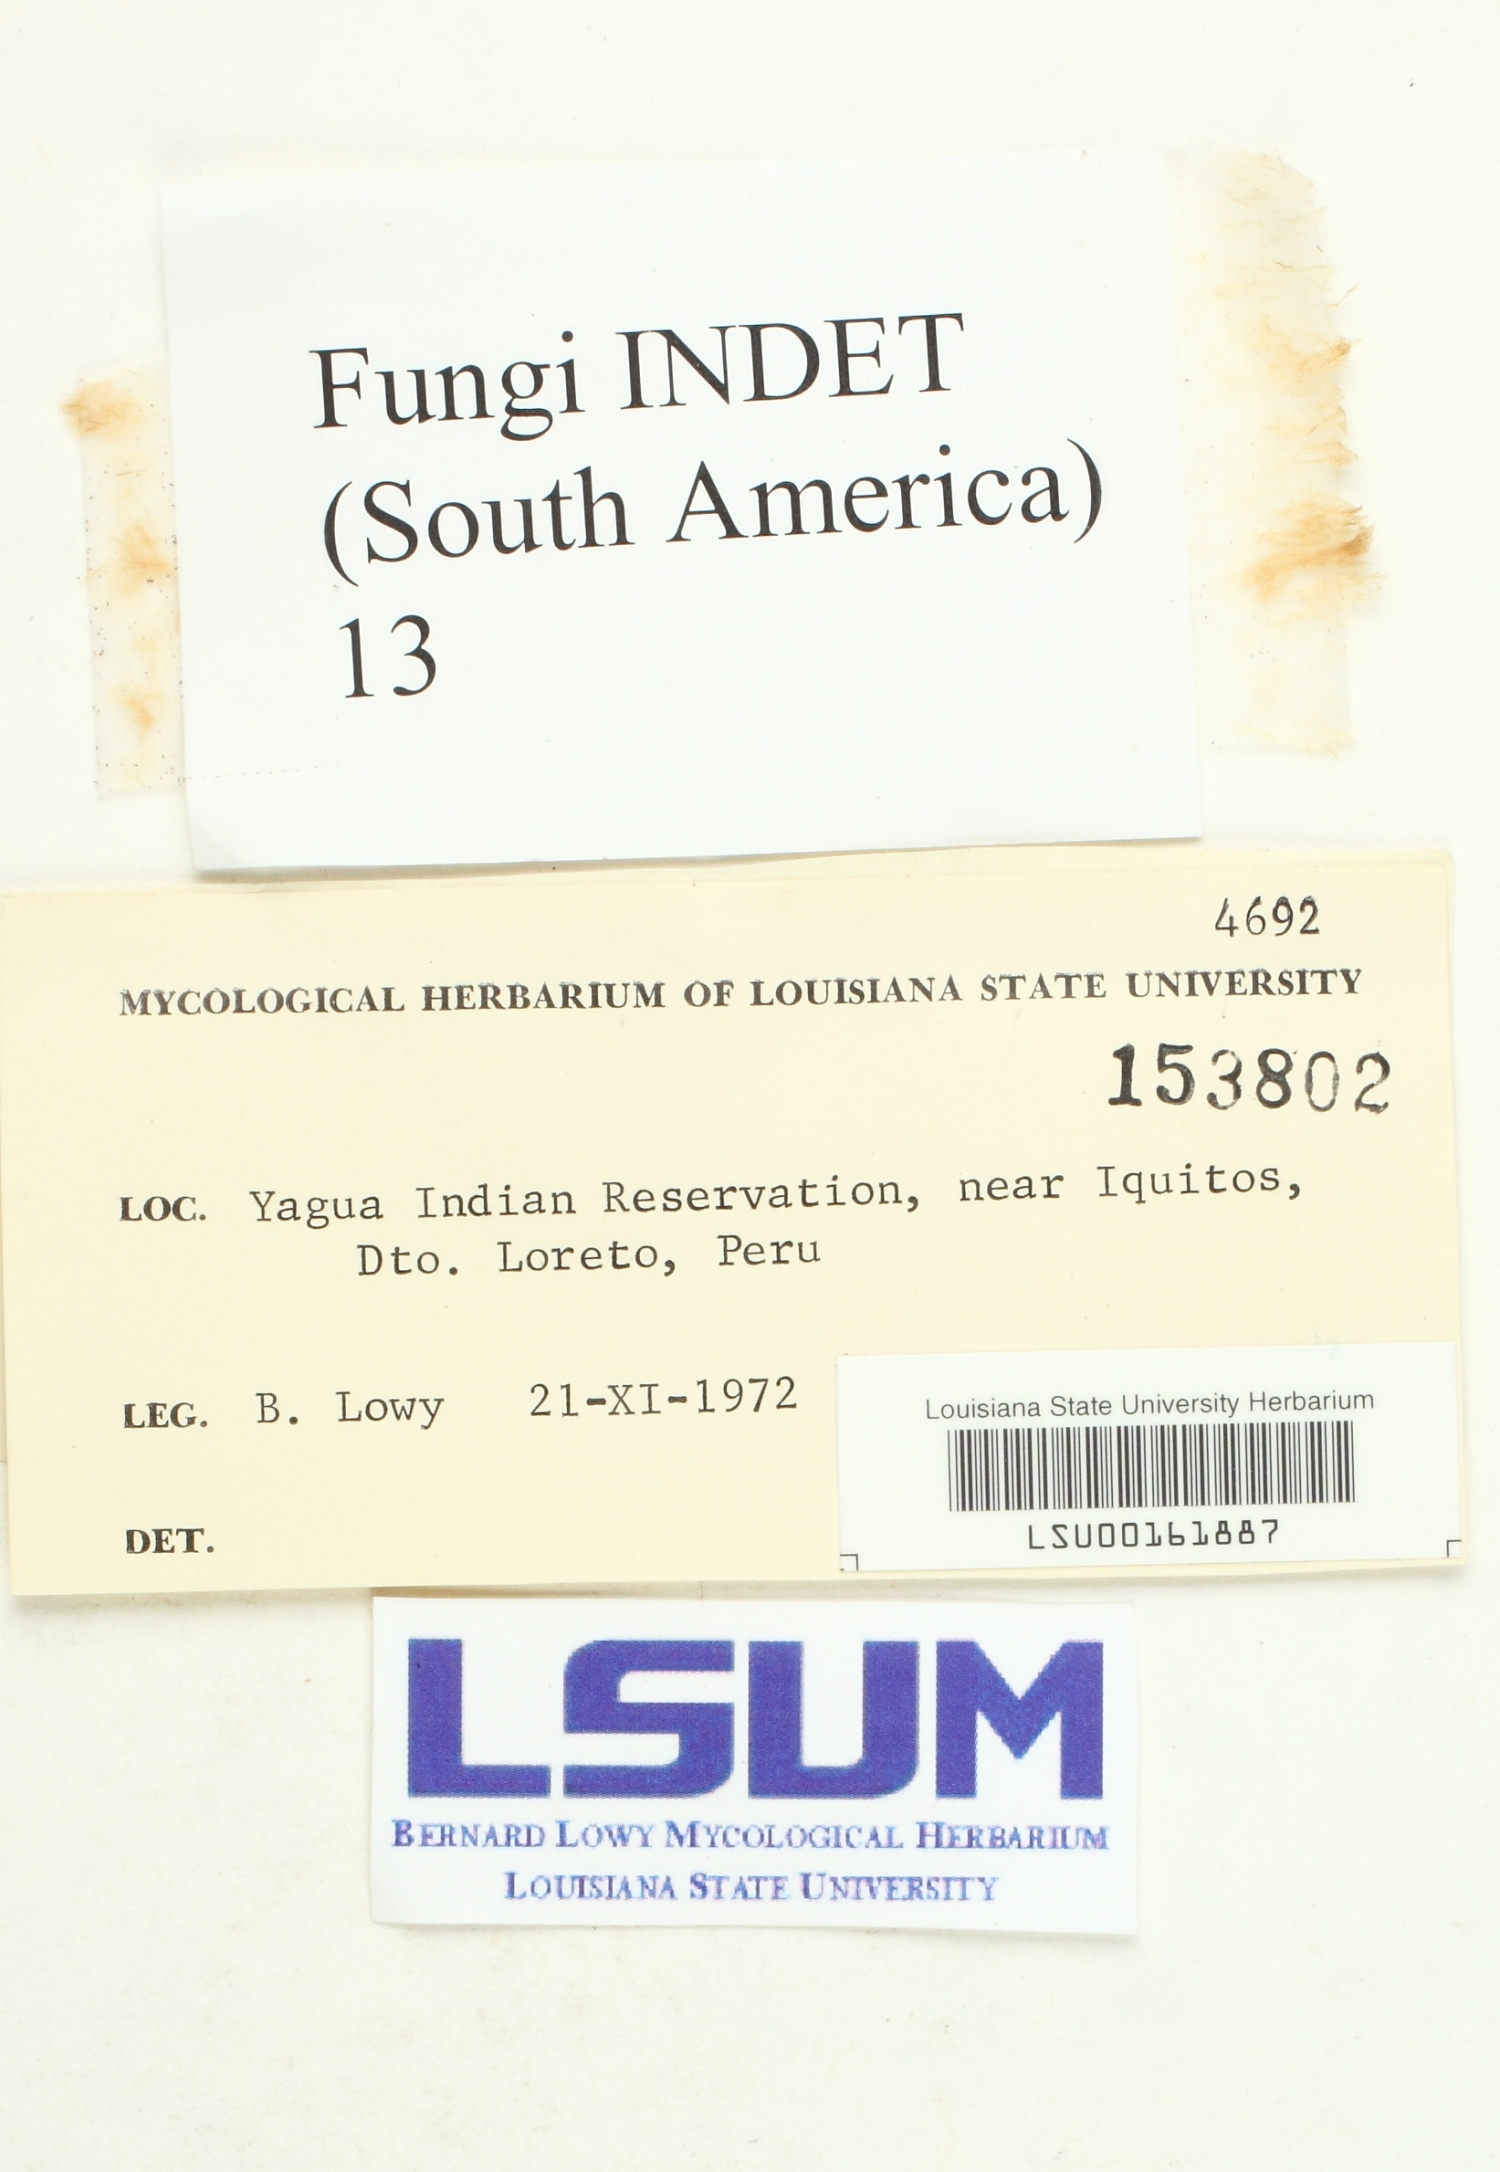 Fungi INDET
(South America)
13
4692
MYCOLOGICAL HERBARIUM OF LOUISIANA STATE UNIVERSITY
153802
LOC. Yagua Indian Reservation, near Iquitos,
Dto. Loreto, Peru
LEG. B. Lowy 21-XI-1972
Louisiana State University Herbarium
LSU00161887
DET.
LSUM
BERNARD LOWY MYCOLOGICAL HERBARIUM
LOUISIANA STATE UNIVERSITY